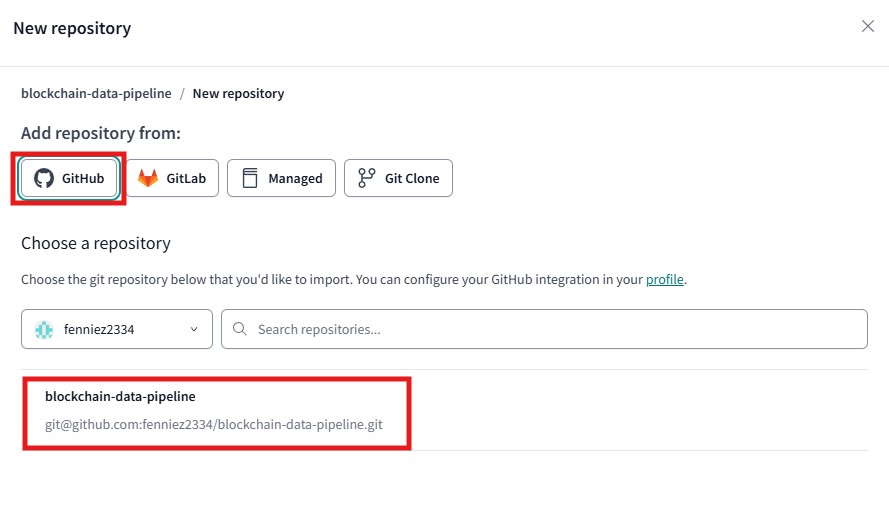 New repository
blockchain-data-pipeline / New repository
Add repository from:
GitHub GitLab Managed Git Clone
Choose a repository
Choose the git repository below that you'd like to import. You can configure your GitHub integration in your profile.
fenniez2334 Search repositories...
blockchain-data-pipeline
git@github.com:fenniez2334/blockchain-data-pipeline.git